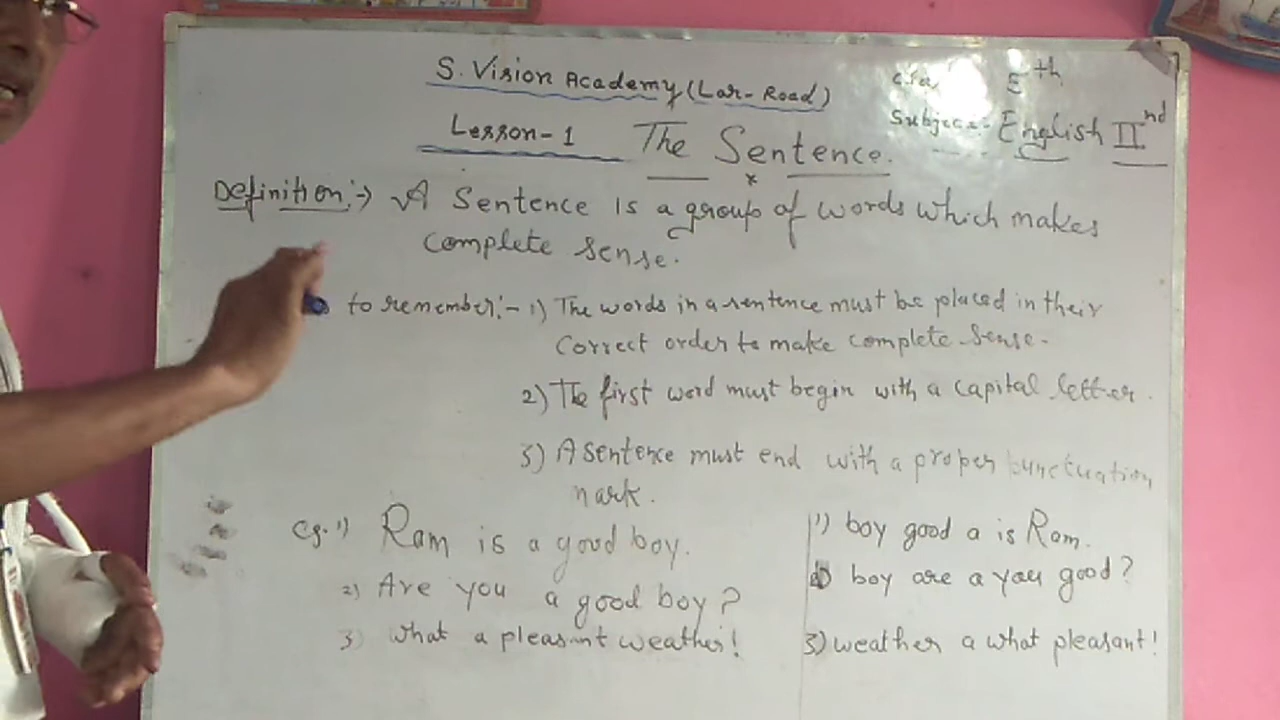 S. Vision Academy (Lar-Road)
5th
Subject:- English IInd
Lesson-1 The Sentence.
Definition:-> A Sentence is a group of words which makes
complete sense.
to remember:- 1) The words in a sentence must be placed in their
Correct order to make complete sense.
2) The first word must begin with a capital letter.
3) A sentence must end with a proper punctuation
mark.
eg. 1) Ram is a good boy.
2) Are you a good boy?
3) What a pleasant weather!
1) boy good a is Ram.
boy are a you good?
3) weather a what pleasant!